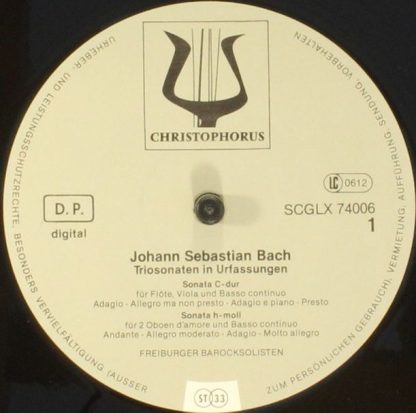 CHRISTOPHORUS
D. P.
digital
LC 0612
SCGLX 74006
1
Johann Sebastian Bach
Triosonaten in Urfassungen
Sonata C-dur
für Flöte, Viola und Basso continuo
Adagio - Allegro ma non presto - Adagio e piano - Presto
Sonata h-moll
für 2 Oboen d'amore und Basso continuo
Andante - Allegro moderato - Adagio - Molto allegro
FREIBURGER BAROCKSOLISTEN
ST 33
URHEBER- UND LEISTUNGSSCHUTZRECHTE, BESONDERS VERVIELFÄLTIGUNG (AUSSER
ZUM PERSÖNLICHEN GEBRAUCH), VERMIETUNG, AUFFÜHRUNG, SENDUNG, VORBEHALTEN